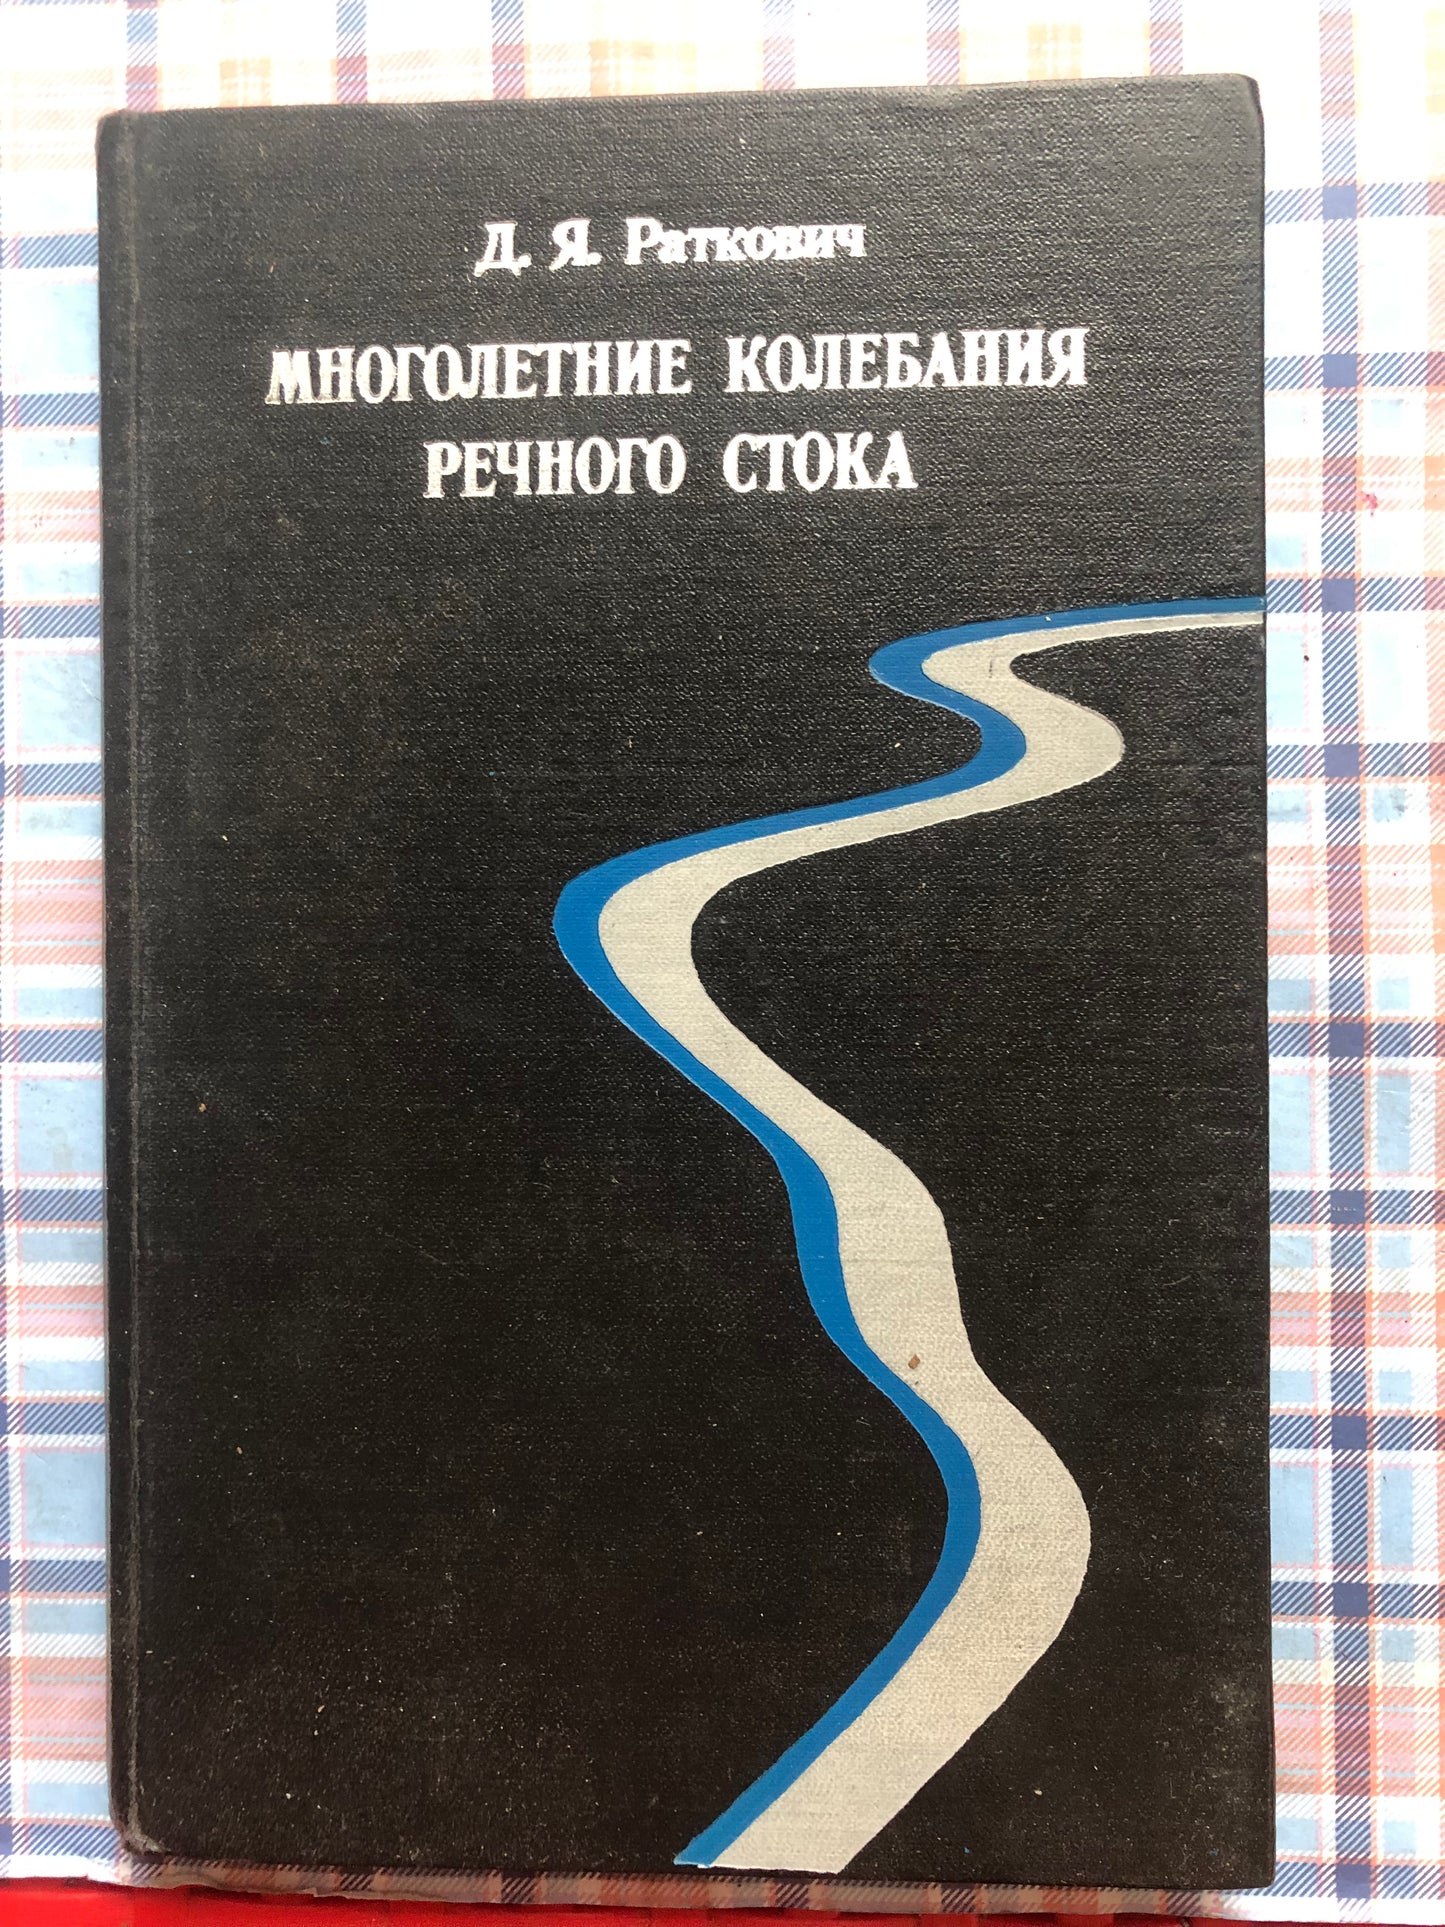 Д. Я. Раткович
МНОГОЛЕТНИЕ КОЛЕБАНИЯ
РЕЧНОГО СТОКА